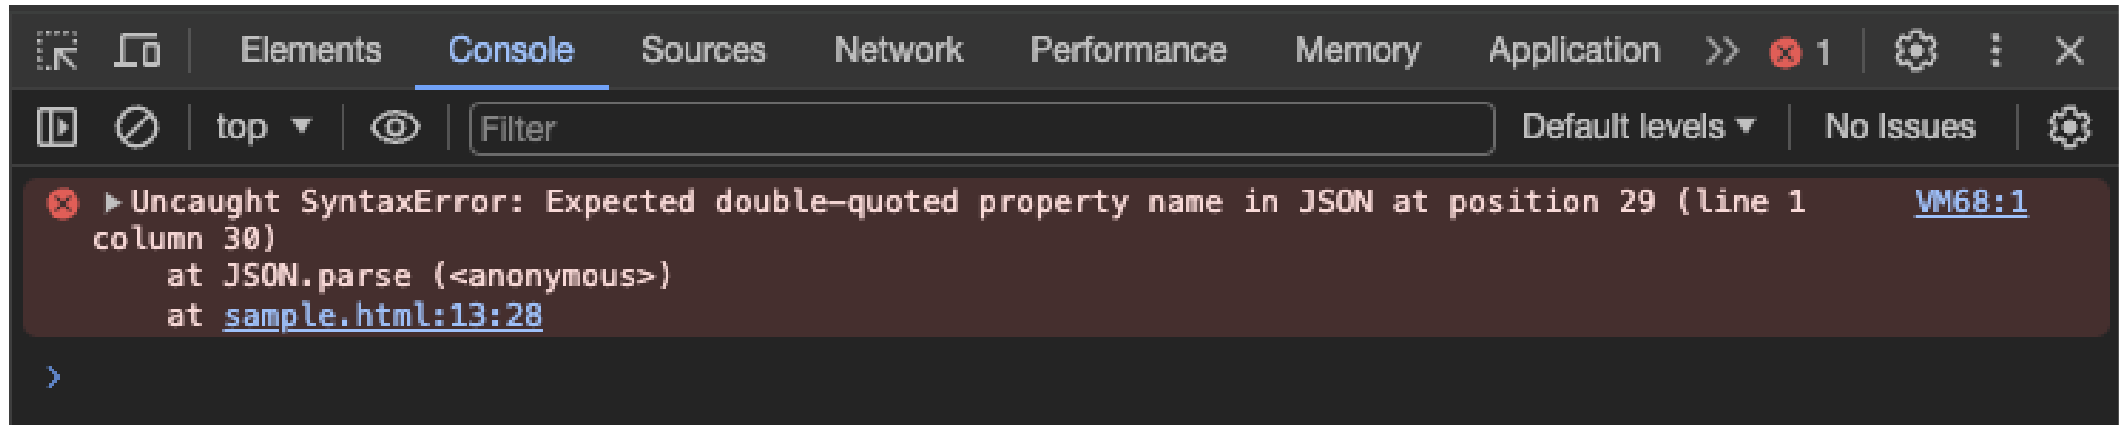 Elements Console Sources Network Performance Memory Application 1
top Filter Default levels No Issues
Uncaught SyntaxError: Expected double-quoted property name in JSON at position 29 (line 1 VM68:1
column 30)
at JSON.parse (<anonymous>)
at sample.html:13:28